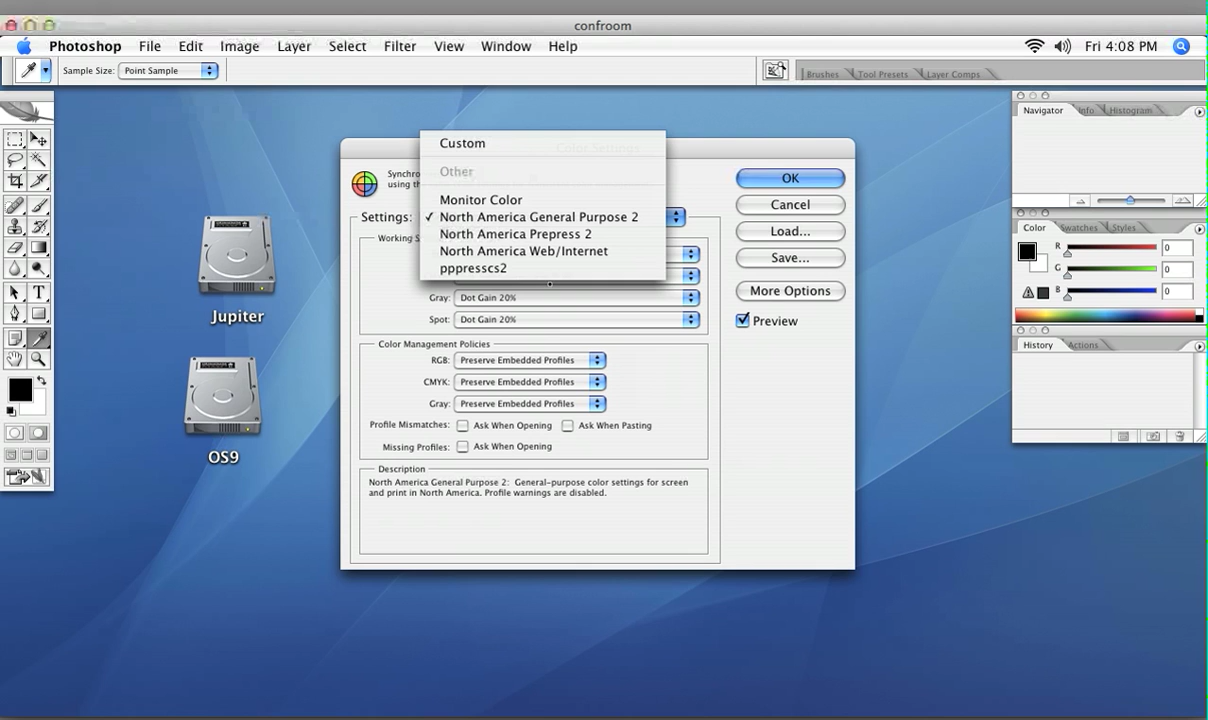 confroom
Photoshop File Edit Image Layer Select Filter View Window Help Fri 4:08 PM
Sample Size: Point Sample
Brushes Tool Presets Layer Comps
Navigator Info Histogram
Custom
Color Settings
Other
Synchro
using th
Monitor Color
Settings: ✓ North America General Purpose 2
North America Prepress 2
North America Web/Internet
pppresscs2
Working S
Gray: Dot Gain 20%
Spot: Dot Gain 20%
Color Management Policies
RGB: Preserve Embedded Profiles
CMYK: Preserve Embedded Profiles
Gray: Preserve Embedded Profiles
Profile Mismatches: Ask When Opening Ask When Pasting
Missing Profiles: Ask When Opening
Description
North America General Purpose 2: General-purpose color settings for screen
and print in North America. Profile warnings are disabled.
OK
Cancel
Load...
Save...
More Options
Preview
Jupiter
OS9
Color Swatches Styles
R 0
G 0
B 0
History Actions
T